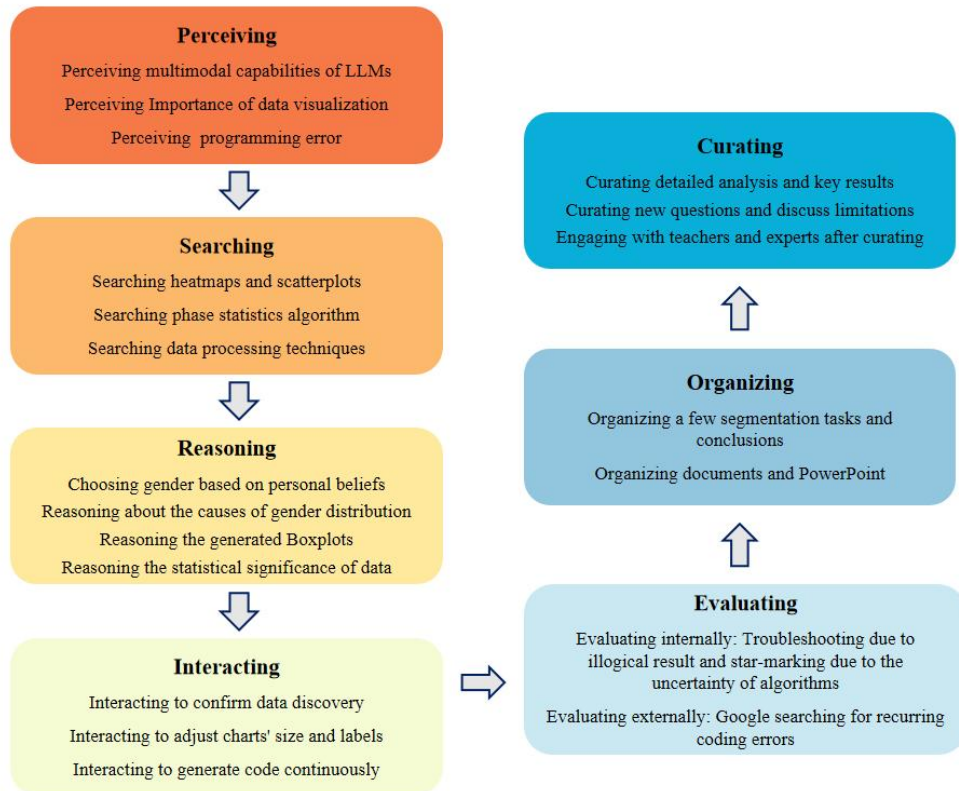 Perceiving
Perceiving multimodal capabilities of LLMs
Perceiving Importance of data visualization
Perceiving programming error
Searching
Searching heatmaps and scatterplots
Searching phase statistics algorithm
Searching data processing techniques
Reasoning
Choosing gender based on personal beliefs
Reasoning about the causes of gender distribution
Reasoning the generated Boxplots
Reasoning the statistical significance of data
Interacting
Interacting to confirm data discovery
Interacting to adjust charts' size and labels
Interacting to generate code continuously
Evaluating
Evaluating internally: Troubleshooting due to
illogical result and star-marking due to the
uncertainty of algorithms
Evaluating externally: Google searching for recurring
coding errors
Organizing
Organizing a few segmentation tasks and
conclusions
Organizing documents and PowerPoint
Curating
Curating detailed analysis and key results
Curating new questions and discuss limitations
Engaging with teachers and experts after curating